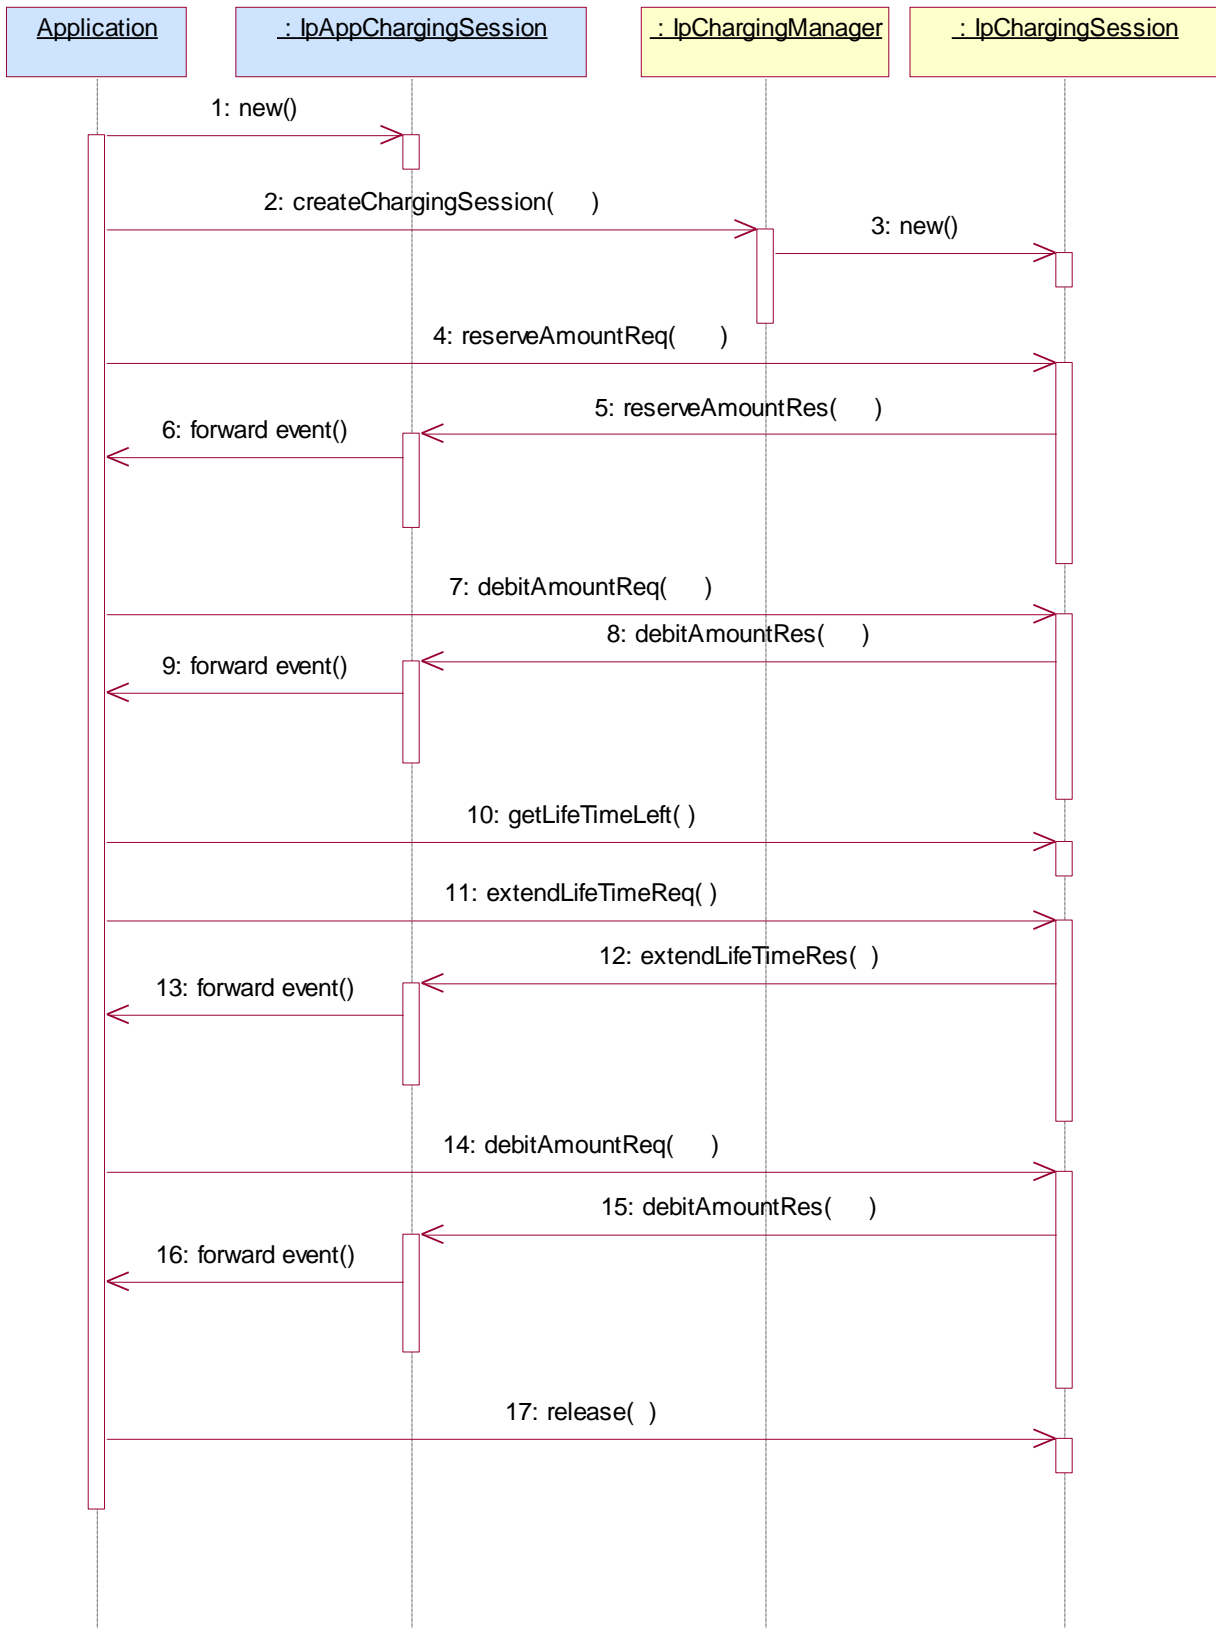 Application
: IpAppChargingSession
: IpChargingManager
: IpChargingSession
1: new()
2: createChargingSession( )
3: new()
4: reserveAmountReq( )
5: reserveAmountRes( )
6: forward event()
7: debitAmountReq( )
8: debitAmountRes( )
9: forward event()
10: getLifeTimeLeft( )
11: extendLifeTimeReq( )
12: extendLifeTimeRes( )
13: forward event()
14: debitAmountReq( )
15: debitAmountRes( )
16: forward event()
17: release( )